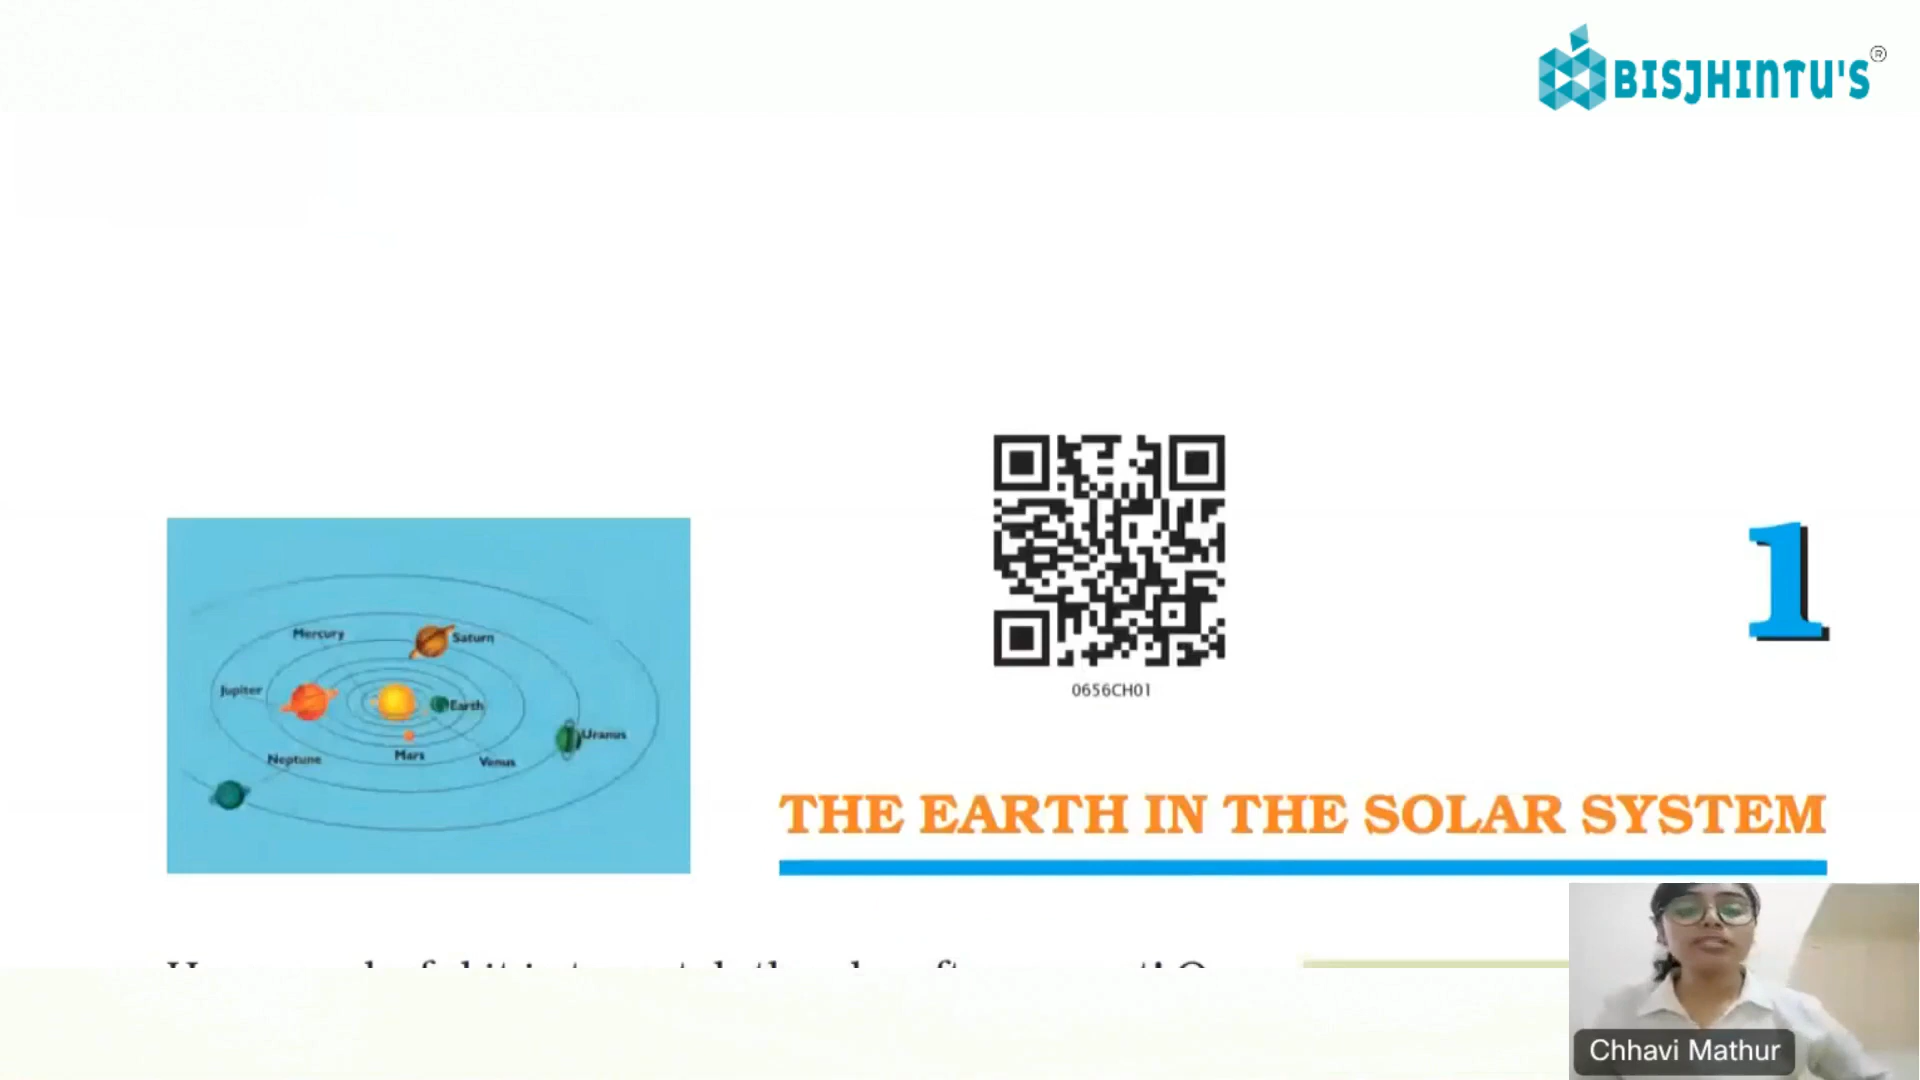 BISJHINTU'S®
1
Mercury
Saturn
Jupiter
Earth
Uranus
Neptune
Mars
Venus
0656CH01
THE EARTH IN THE SOLAR SYSTEM
Chhavi Mathur